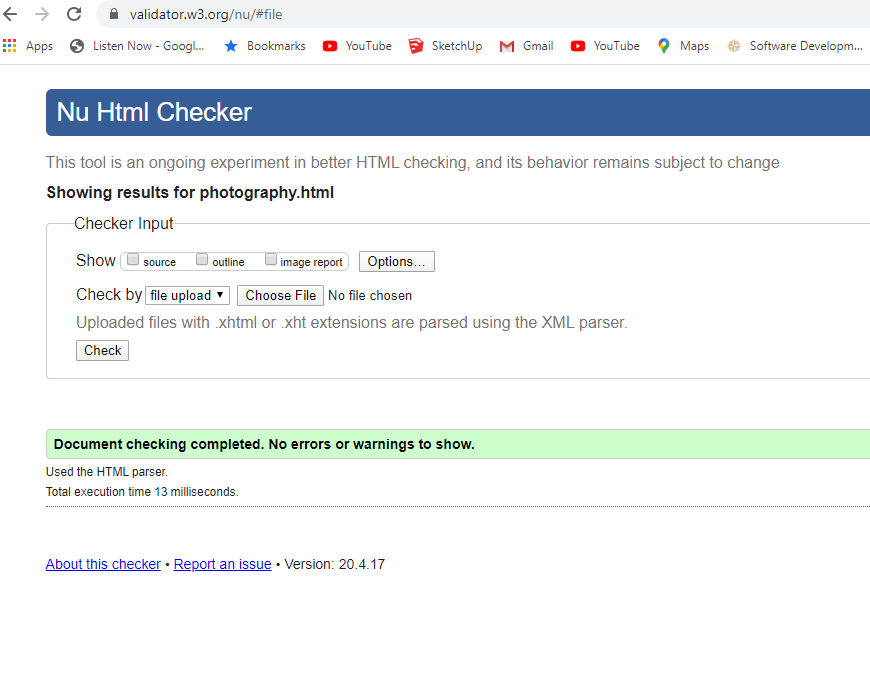 validator.w3.org/nu/#file
Apps Listen Now - Googl... Bookmarks YouTube SketchUp Gmail YouTube Maps Software Developm...
Nu Html Checker
This tool is an ongoing experiment in better HTML checking, and its behavior remains subject to change
Showing results for photography.html
Checker Input
Show source outline image report Options...
Check by file upload Choose File No file chosen
Uploaded files with .xhtml or .xht extensions are parsed using the XML parser.
Check
Document checking completed. No errors or warnings to show.
Used the HTML parser.
Total execution time 13 milliseconds.
About this checker • Report an issue • Version: 20.4.17